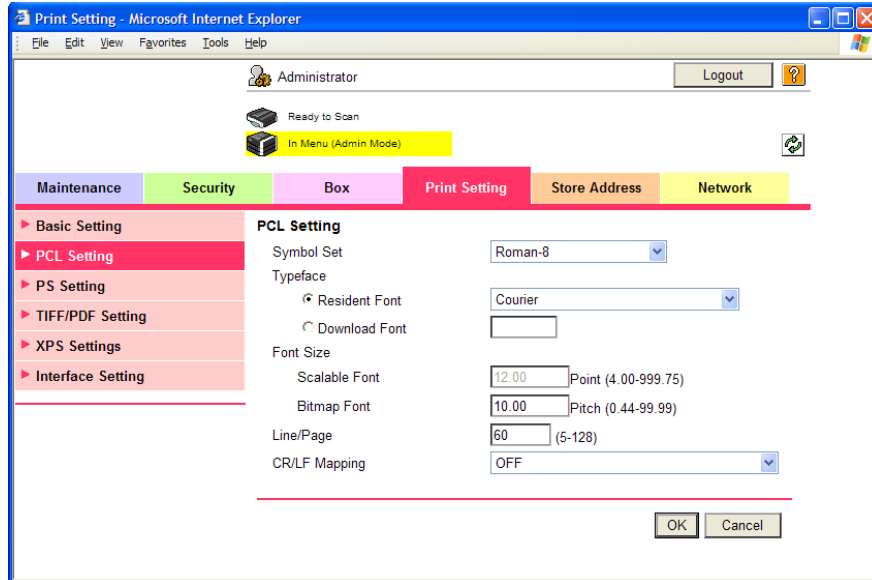 Print Setting - Microsoft Internet Explorer
File Edit View Favorites Tools Help
Administrator Logout ?
Ready to Scan
In Menu (Admin Mode)
Maintenance Security Box Print Setting Store Address Network
Basic Setting
PCL Setting
PS Setting
TIFF/PDF Setting
XPS Settings
Interface Setting
PCL Setting
Symbol Set Roman-8
Typeface
Resident Font Courier
Download Font
Font Size
Scalable Font 12.00 Point (4.00-999.75)
Bitmap Font 10.00 Pitch (0.44-99.99)
Line/Page 60 (5-128)
CR/LF Mapping OFF
OK Cancel